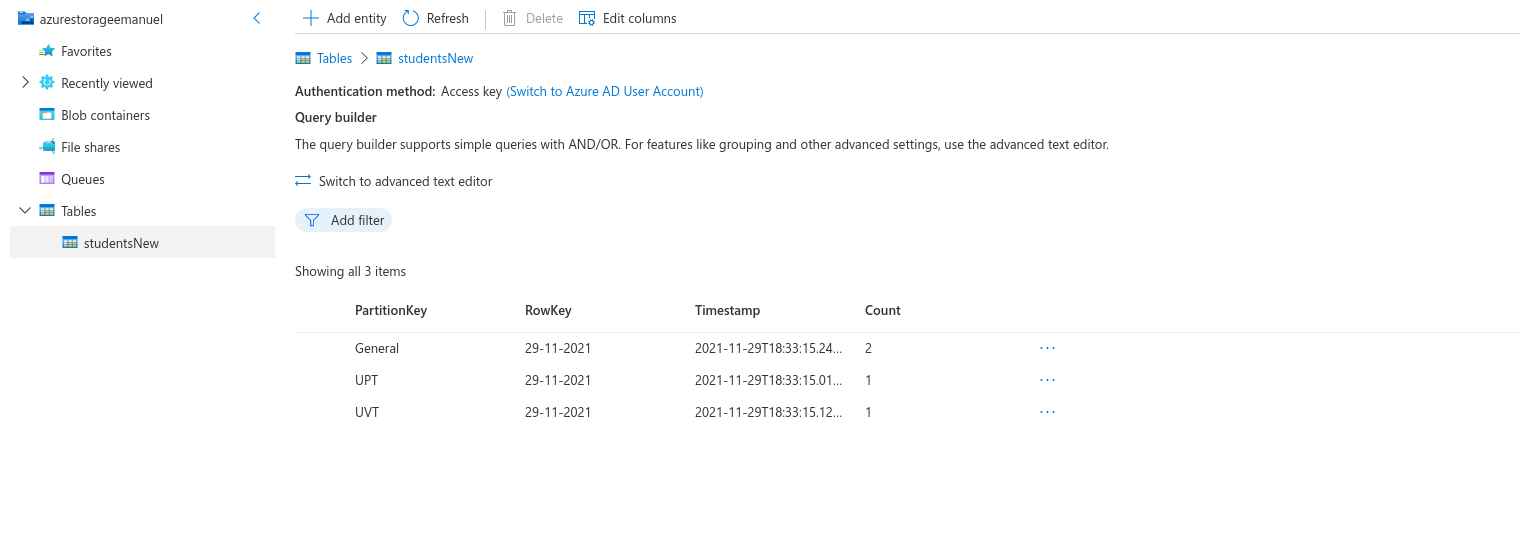 azurestorageemanuel
Favorites
Recently viewed
Blob containers
File shares
Queues
Tables
studentsNew
Add entity Refresh Delete Edit columns
Tables studentsNew
Authentication method: Access key (Switch to Azure AD User Account)
Query builder
The query builder supports simple queries with AND/OR. For features like grouping and other advanced settings, use the advanced text editor.
Switch to advanced text editor
Add filter
Showing all 3 items
PartitionKey RowKey Timestamp Count
General 29-11-2021 2021-11-29T18:33:15.24... 2 ...
UPT 29-11-2021 2021-11-29T18:33:15.01... 1 ...
UVT 29-11-2021 2021-11-29T18:33:15.12... 1 ...